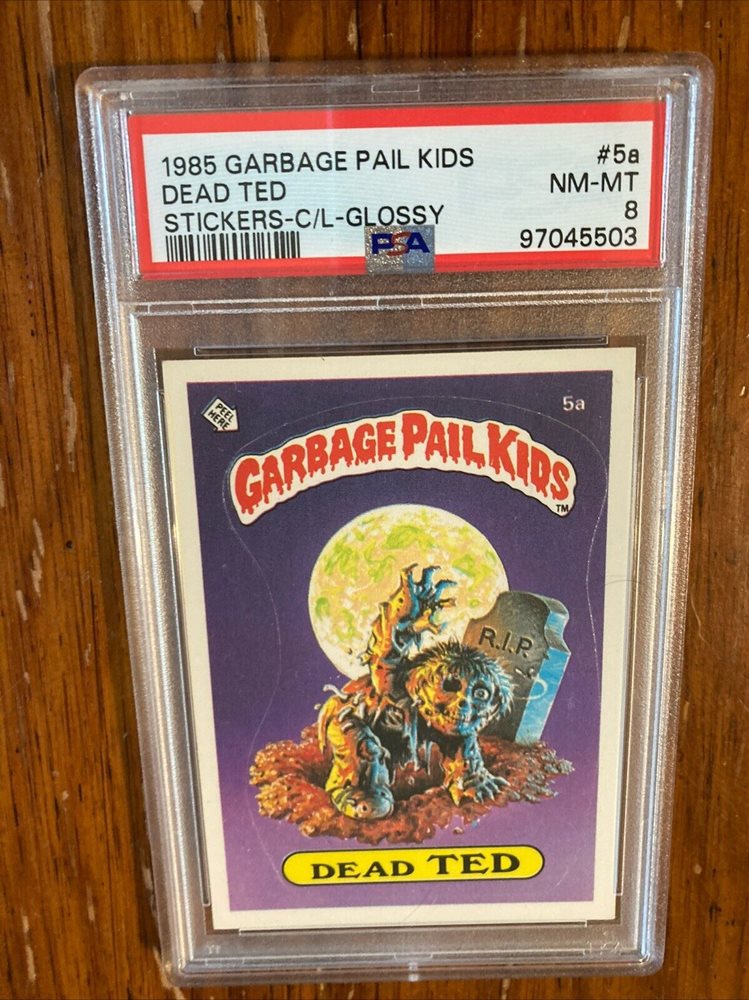 1985 GARBAGE PAIL KIDS #5a
DEAD TED NM-MT
STICKERS-C/L-GLOSSY 8
PSA 97045503
PEEL HERE
5a
GARBAGE PAIL KIDS TM
R.I.P.
DEAD TED